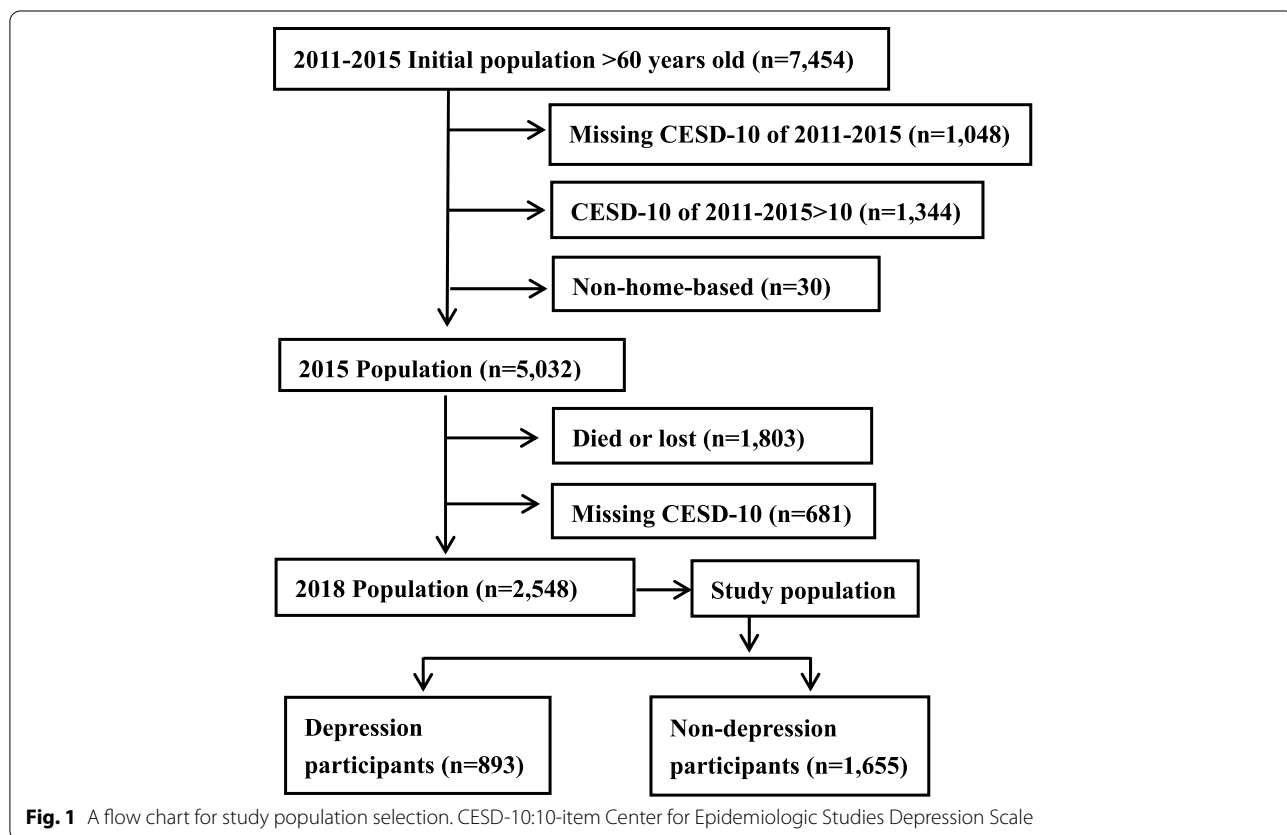 2011-2015 Initial population >60 years old (n=7,454)
Missing CESD-10 of 2011-2015 (n=1,048)
CESD-10 of 2011-2015>10 (n=1,344)
Non-home-based (n=30)
2015 Population (n=5,032)
Died or lost (n=1,803)
Missing CESD-10 (n=681)
2018 Population (n=2,548)
Study population
Depression
participants (n=893)
Non-depression
participants (n=1,655)
Fig. 1 A flow chart for study population selection. CESD-10:10-item Center for Epidemiologic Studies Depression Scale